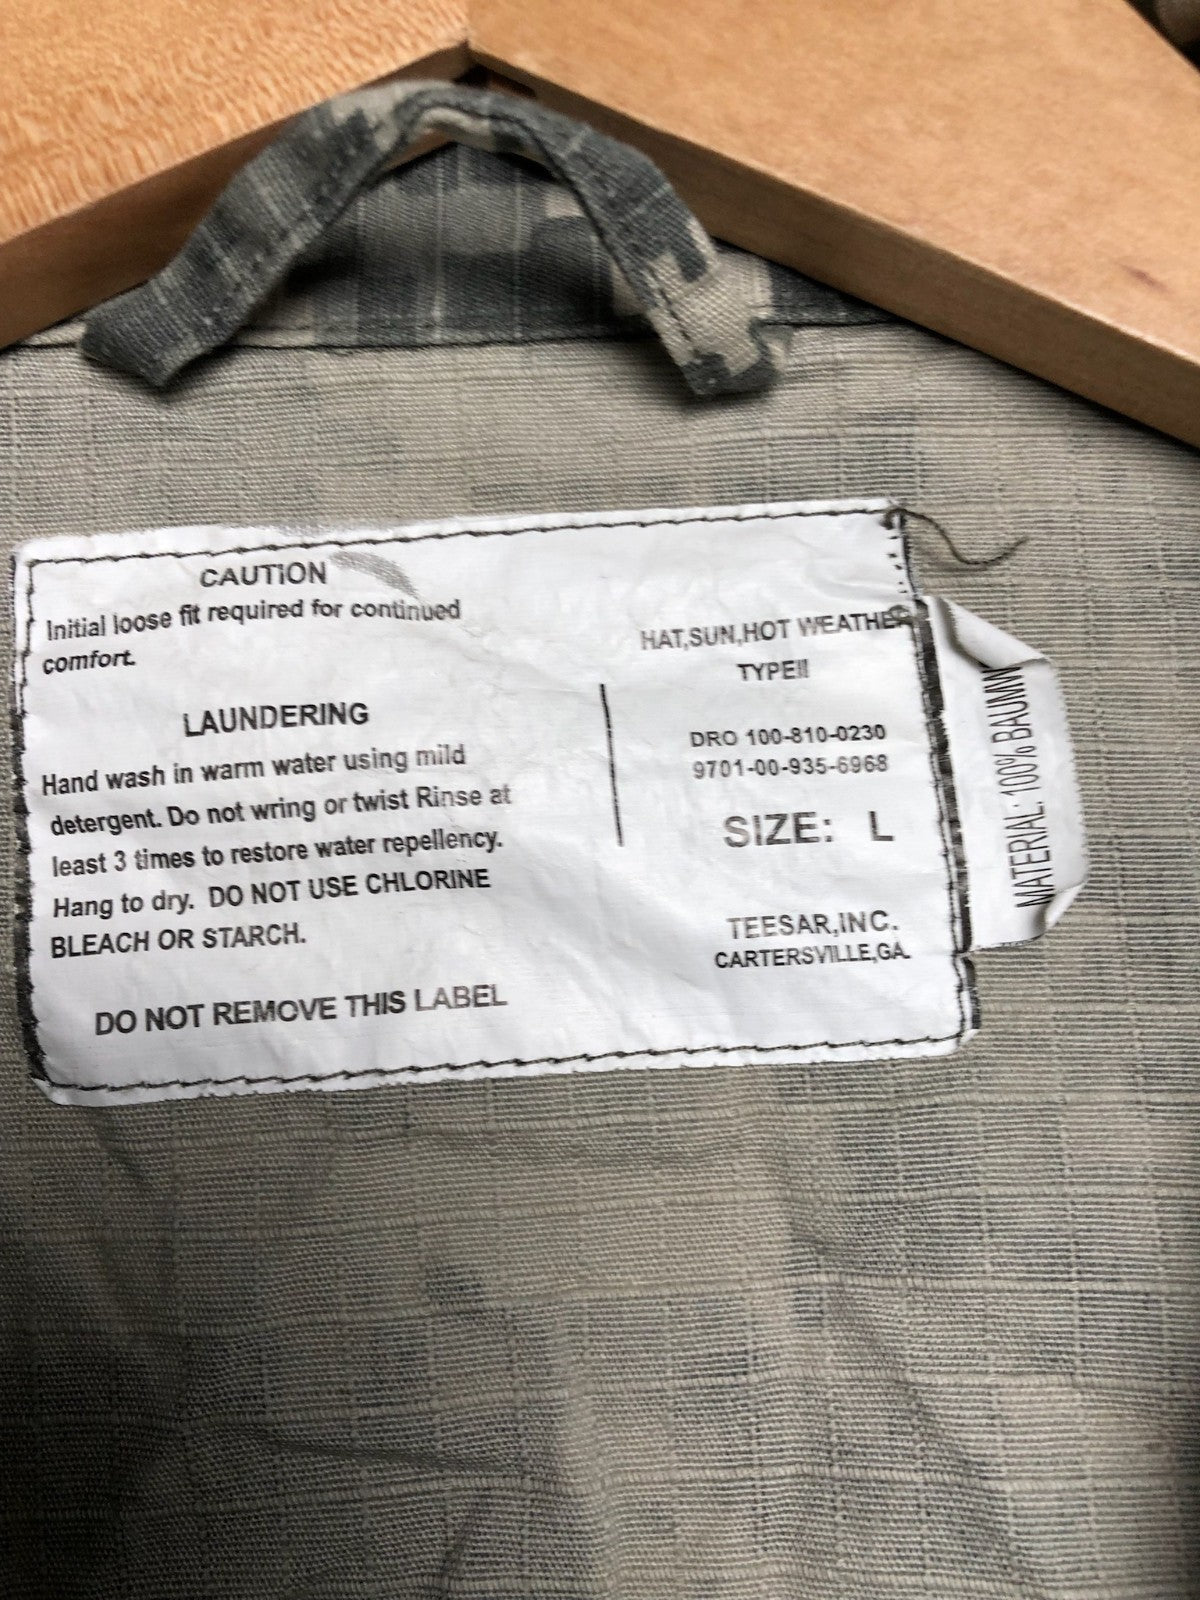 CAUTION
Initial loose fit required for continued
comfort.
LAUNDERING
Hand wash in warm water using mild
detergent. Do not wring or twist Rinse at
least 3 times to restore water repellency.
Hang to dry. DO NOT USE CHLORINE
BLEACH OR STARCH.
DO NOT REMOVE THIS LABEL
HAT,SUN,HOT WEATHER
TYPEII
DRO 100-810-0230
9701-00-935-6968
SIZE: L
TEESAR,INC.
CARTERSVILLE,GA.
MATERIAL: 100%